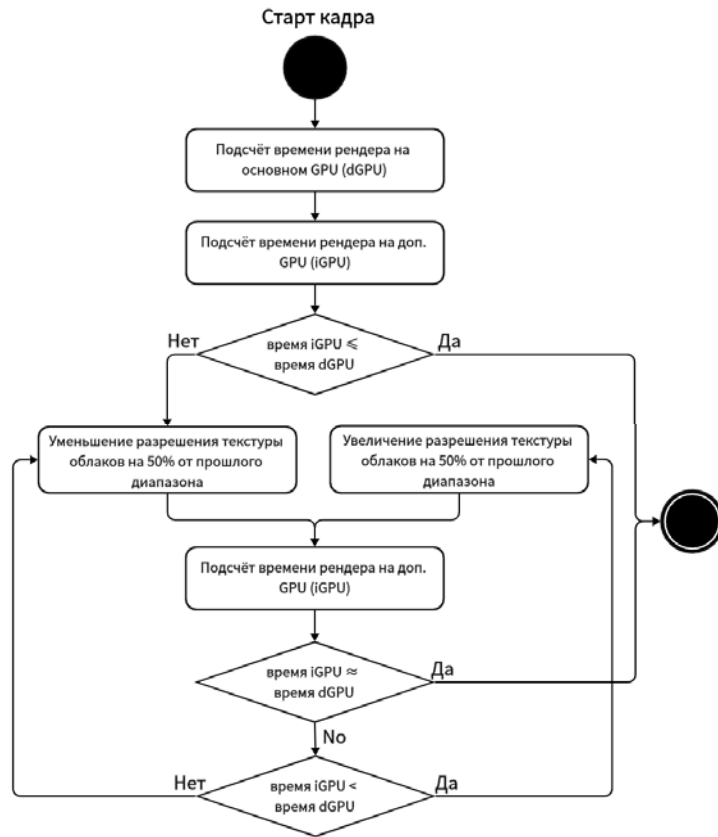 Старт кадра
Подсчёт времени рендера на
основном GPU (dGPU)
Подсчёт времени рендера на доп.
GPU (iGPU)
Нет
время iGPU ⩽
время dGPU
Да
Уменьшение разрешения текстуры
облаков на 50% от прошлого
диапазона
Увеличение разрешения текстуры
облаков на 50% от прошлого
диапазона
Подсчёт времени рендера на доп.
GPU (iGPU)
время iGPU ≈
время dGPU
Да
No
Нет
время iGPU <
время dGPU
Да